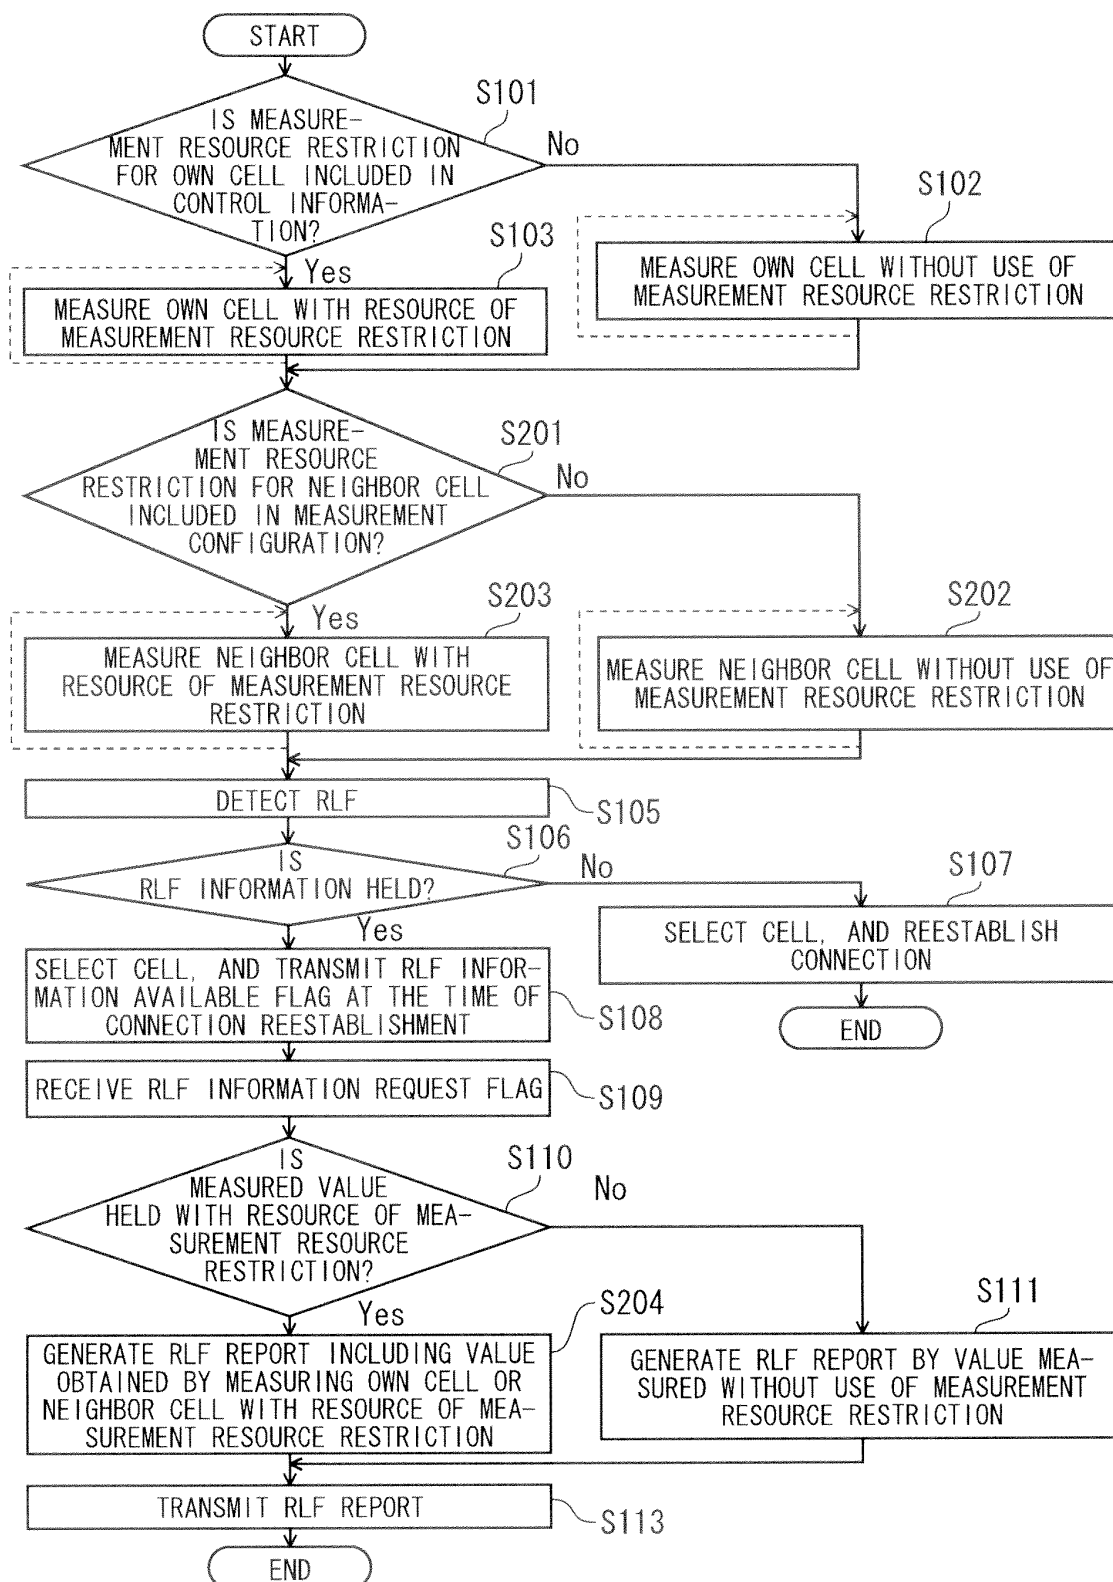 START
S101
IS MEASURE-
MENT RESOURCE RESTRICTION
FOR OWN CELL INCLUDED IN
CONTROL INFORMA-
TION?
No
S102
MEASURE OWN CELL WITHOUT USE OF
MEASUREMENT RESOURCE RESTRICTION
Yes
S103
MEASURE OWN CELL WITH RESOURCE OF
MEASUREMENT RESOURCE RESTRICTION
S201
IS MEASURE-
MENT RESOURCE
RESTRICTION FOR NEIGHBOR CELL
INCLUDED IN MEASUREMENT
CONFIGURATION?
No
S202
MEASURE NEIGHBOR CELL WITHOUT USE OF
MEASUREMENT RESOURCE RESTRICTION
Yes
S203
MEASURE NEIGHBOR CELL WITH
RESOURCE OF MEASUREMENT RESOURCE
RESTRICTION
DETECT RLF
S105
S106
IS
RLF INFORMATION HELD?
No
S107
SELECT CELL, AND REESTABLISH
CONNECTION
END
Yes
SELECT CELL, AND TRANSMIT RLF INFOR-
MATION AVAILABLE FLAG AT THE TIME OF
CONNECTION REESTABLISHMENT
S108
RECEIVE RLF INFORMATION REQUEST FLAG
S109
S110
IS
MEASURED VALUE
HELD WITH RESOURCE OF MEA-
SUREMENT RESOURCE
RESTRICTION?
No
S111
GENERATE RLF REPORT BY VALUE MEA-
SURED WITHOUT USE OF MEASUREMENT
RESOURCE RESTRICTION
Yes
S204
GENERATE RLF REPORT INCLUDING VALUE
OBTAINED BY MEASURING OWN CELL OR
NEIGHBOR CELL WITH RESOURCE OF MEA-
SUREMENT RESOURCE RESTRICTION
TRANSMIT RLF REPORT
S113
END